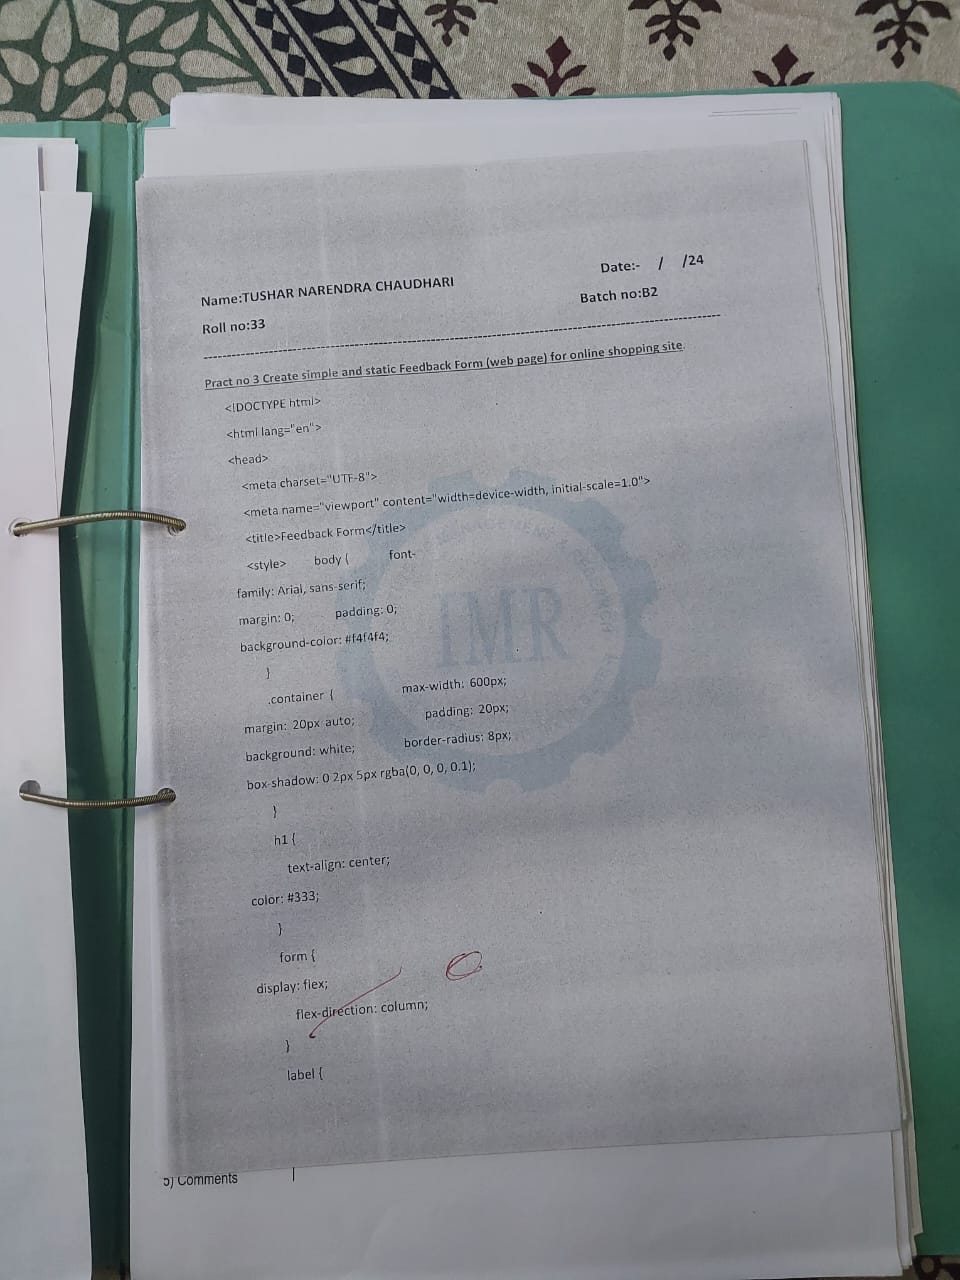 Date:- / /24
Name:TUSHAR NARENDRA CHAUDHARI
Batch no:B2
Roll no:33
Pract no 3 Create simple and static Feedback Form (web page) for online shopping site.
<!DOCTYPE html>
<html lang="en">
<head>
<meta charset="UTF-8">
<meta name="viewport" content="width=device-width, initial-scale=1.0">
<title>Feedback Form</title>
<style> body { font-
family: Arial, sans-serif;
margin: 0; padding: 0;
background-color: #f4f4f4;
}
.container { max-width: 600px;
margin: 20px auto; padding: 20px;
background: white; border-radius: 8px;
box-shadow: 0 2px 5px rgba(0, 0, 0, 0.1);
}
h1 {
text-align: center;
color: #333;
}
form {
display: flex;
flex-direction: column;
}
label {
IMR
5) Comments